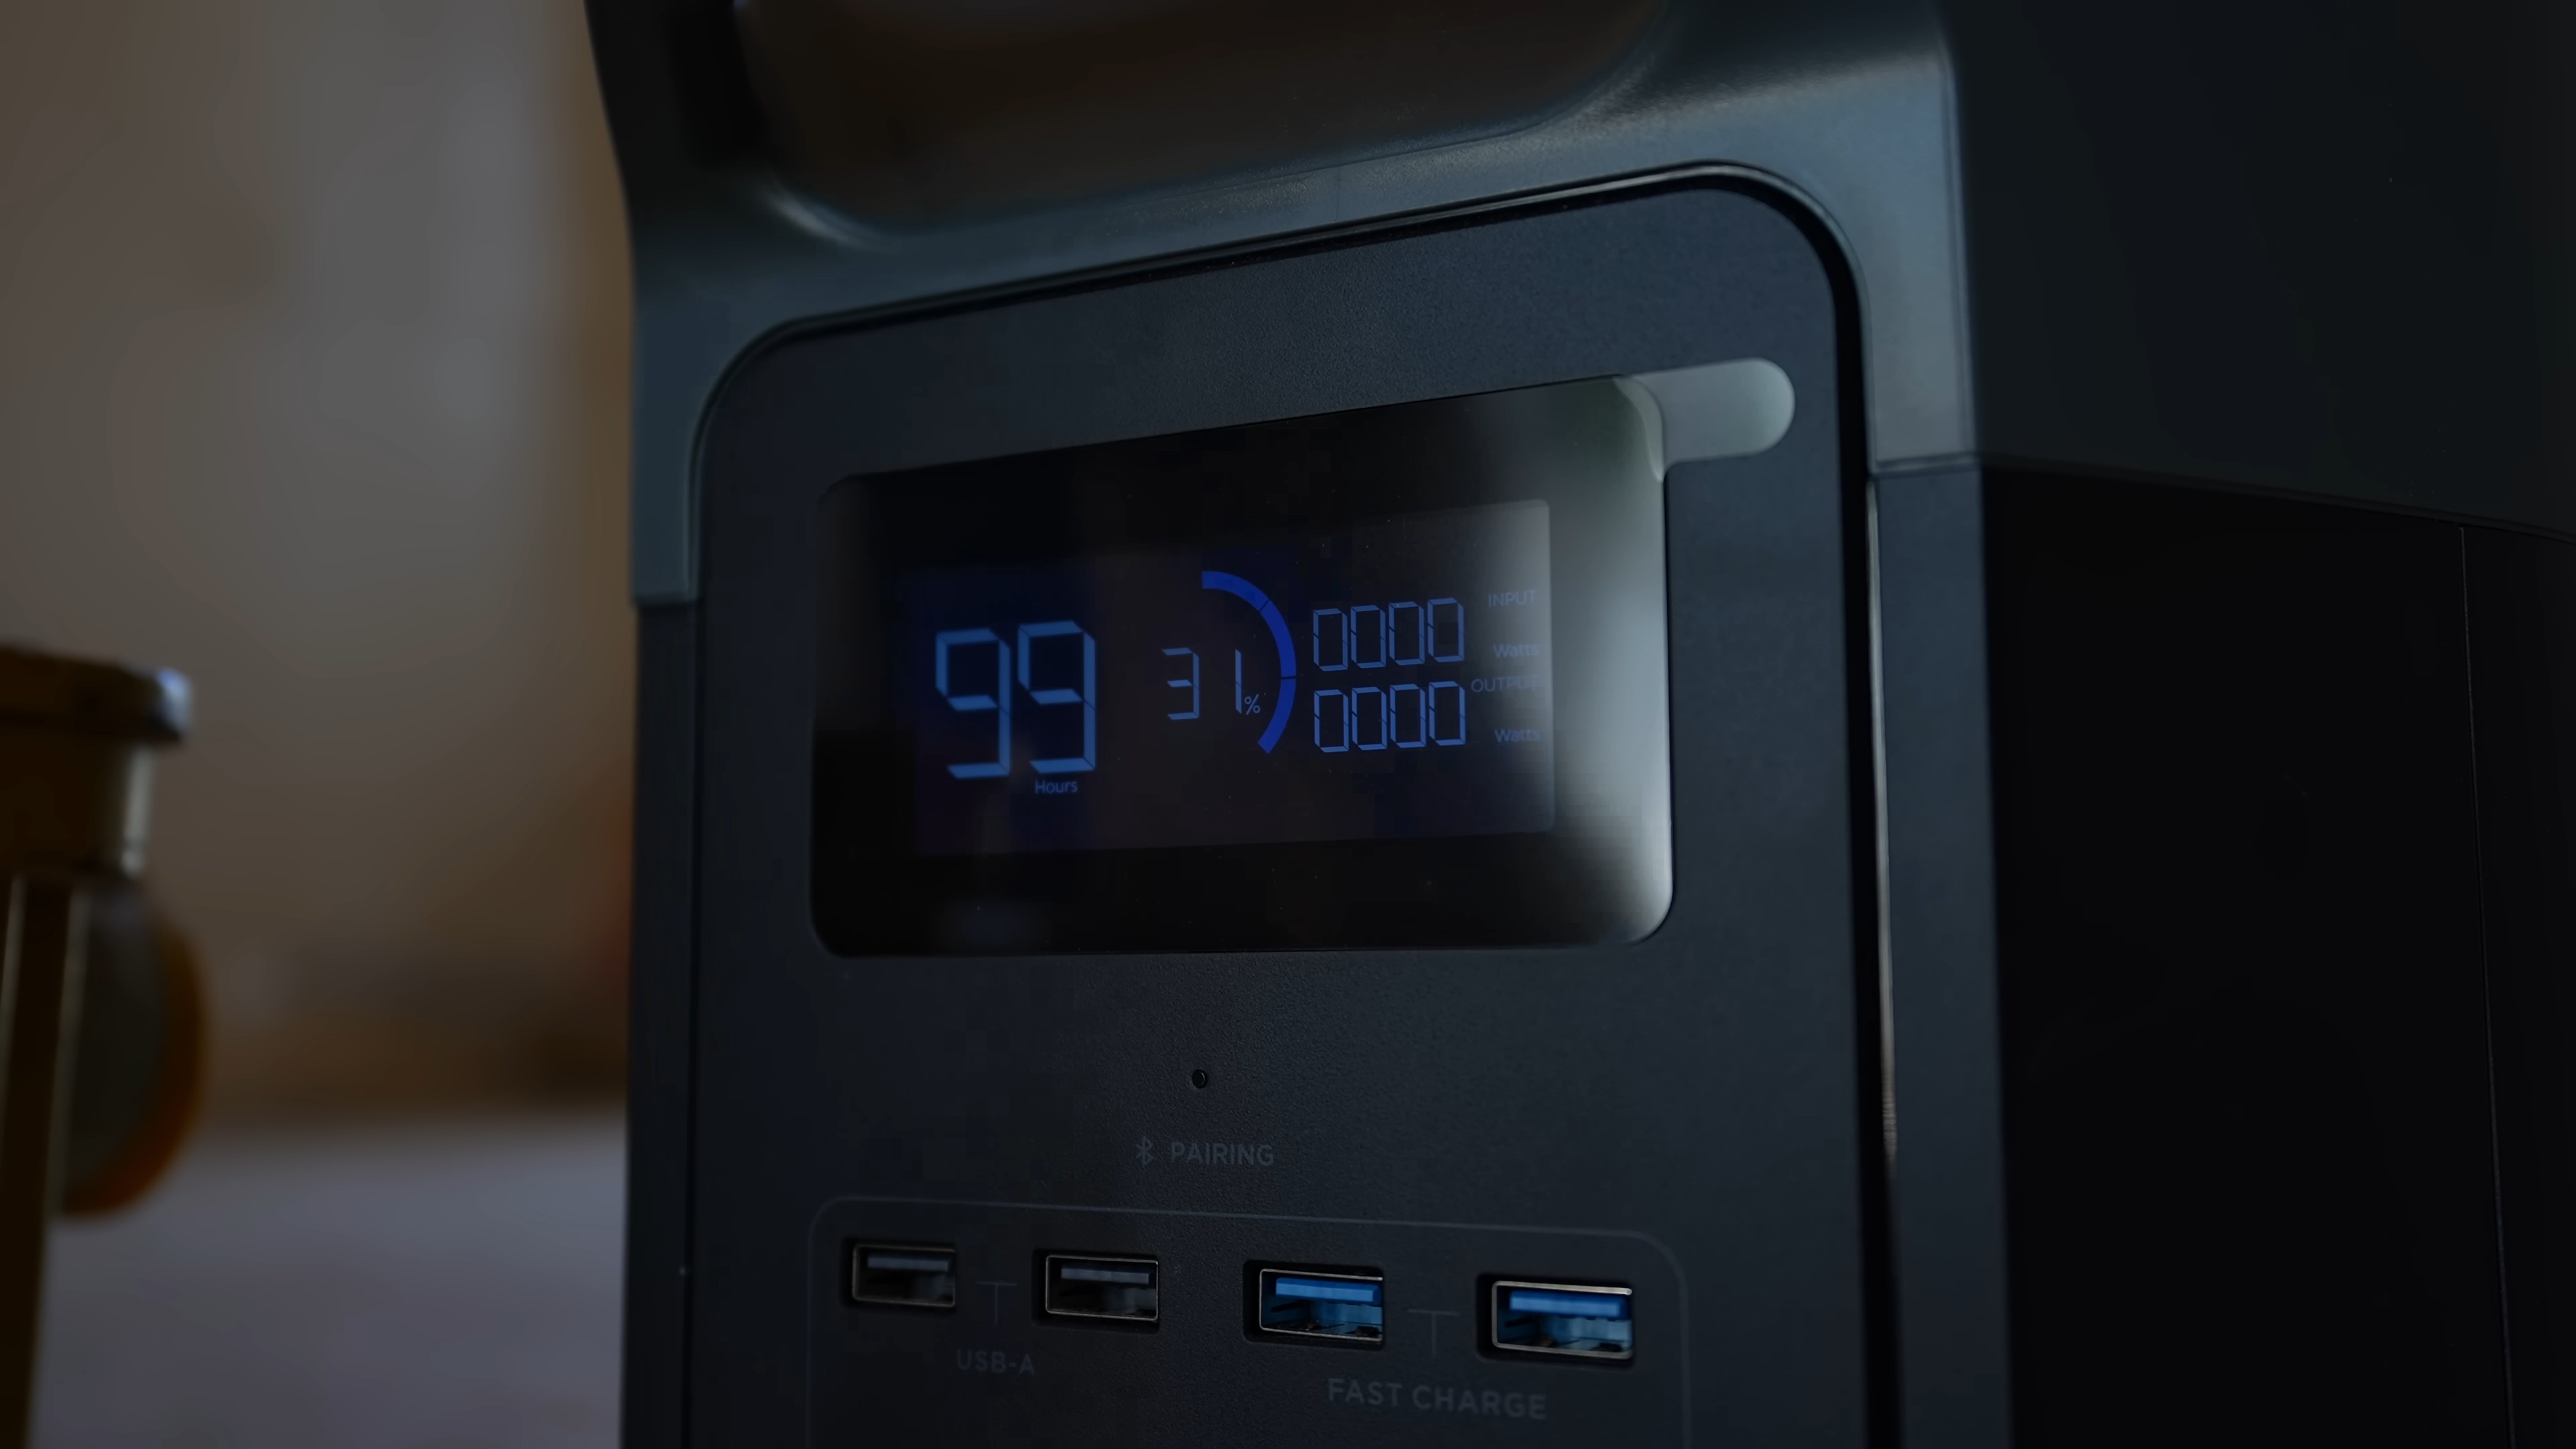 99
Hours
31%
0000
INPUT
Watts
0000
OUTPUT
Watts
PAIRING
USB-A
FAST CHARGE